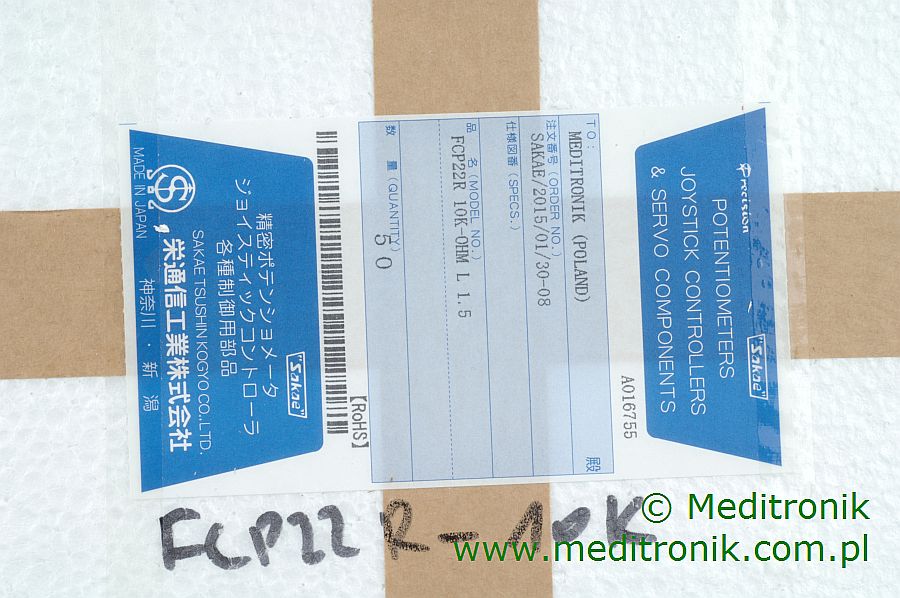 Precision
POTENTIOMETERS
JOYSTICK CONTROLLERS
& SERVO COMPONENTS
"Sakae"
A016755
TO:
MEDITRONIK (POLAND)
殿
注文番号 (ORDER NO.)
SAKAE/2015/01/30-08
仕様図番 (SPECS.)
品 名 (MODEL NO.)
FCP22R 10K-OHM L 1.5
数 量 (QUANTITY)
50
【RoHS】
"Sakae"
精密ポテンショメータ
ジョイスティックコントローラ
各種制御用部品
SAKAE TSUSHIN KOGYO CO.,LTD.
栄通信工業株式会社
MADE IN JAPAN 神奈川・新潟
FCP22R-10K
© Meditronik
www.meditronik.com.pl